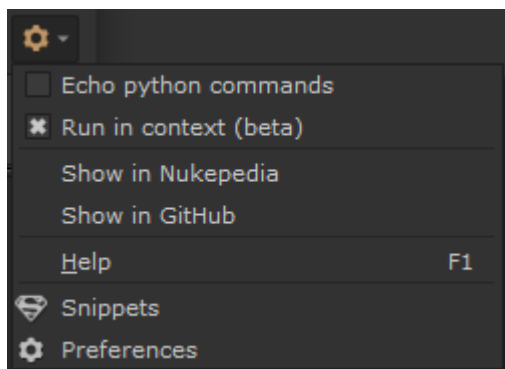 Echo python commands
Run in context (beta)
Show in Nukepedia
Show in GitHub
Help F1
Snippets
Preferences